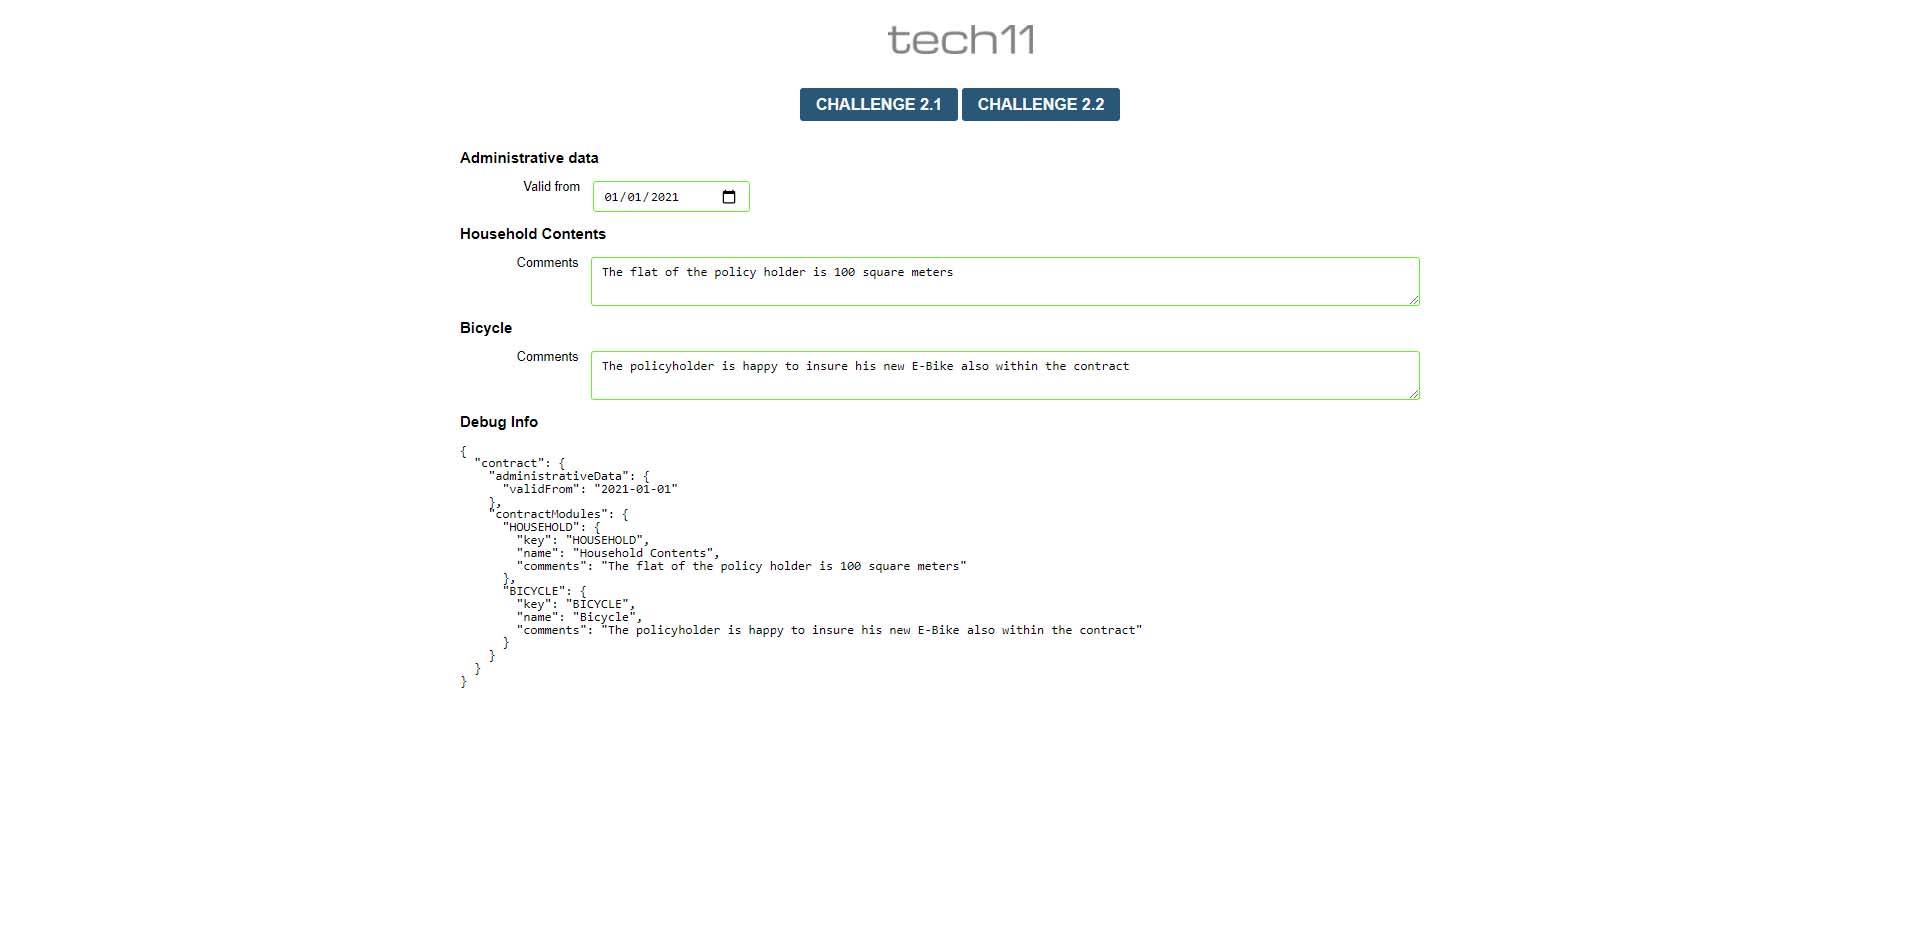 tech11
CHALLENGE 2.1 CHALLENGE 2.2
Administrative data
Valid from 01/01/2021
Household Contents
Comments The flat of the policy holder is 100 square meters
Bicycle
Comments The policyholder is happy to insure his new E-Bike also within the contract
Debug Info
{
  "contract": {
    "administrativeData": {
      "validFrom": "2021-01-01"
    },
    "contractModules": {
      "HOUSEHOLD": {
        "key": "HOUSEHOLD",
        "name": "Household Contents",
        "comments": "The flat of the policy holder is 100 square meters"
      },
      "BICYCLE": {
        "key": "BICYCLE",
        "name": "Bicycle",
        "comments": "The policyholder is happy to insure his new E-Bike also within the contract"
      }
    }
  }
}